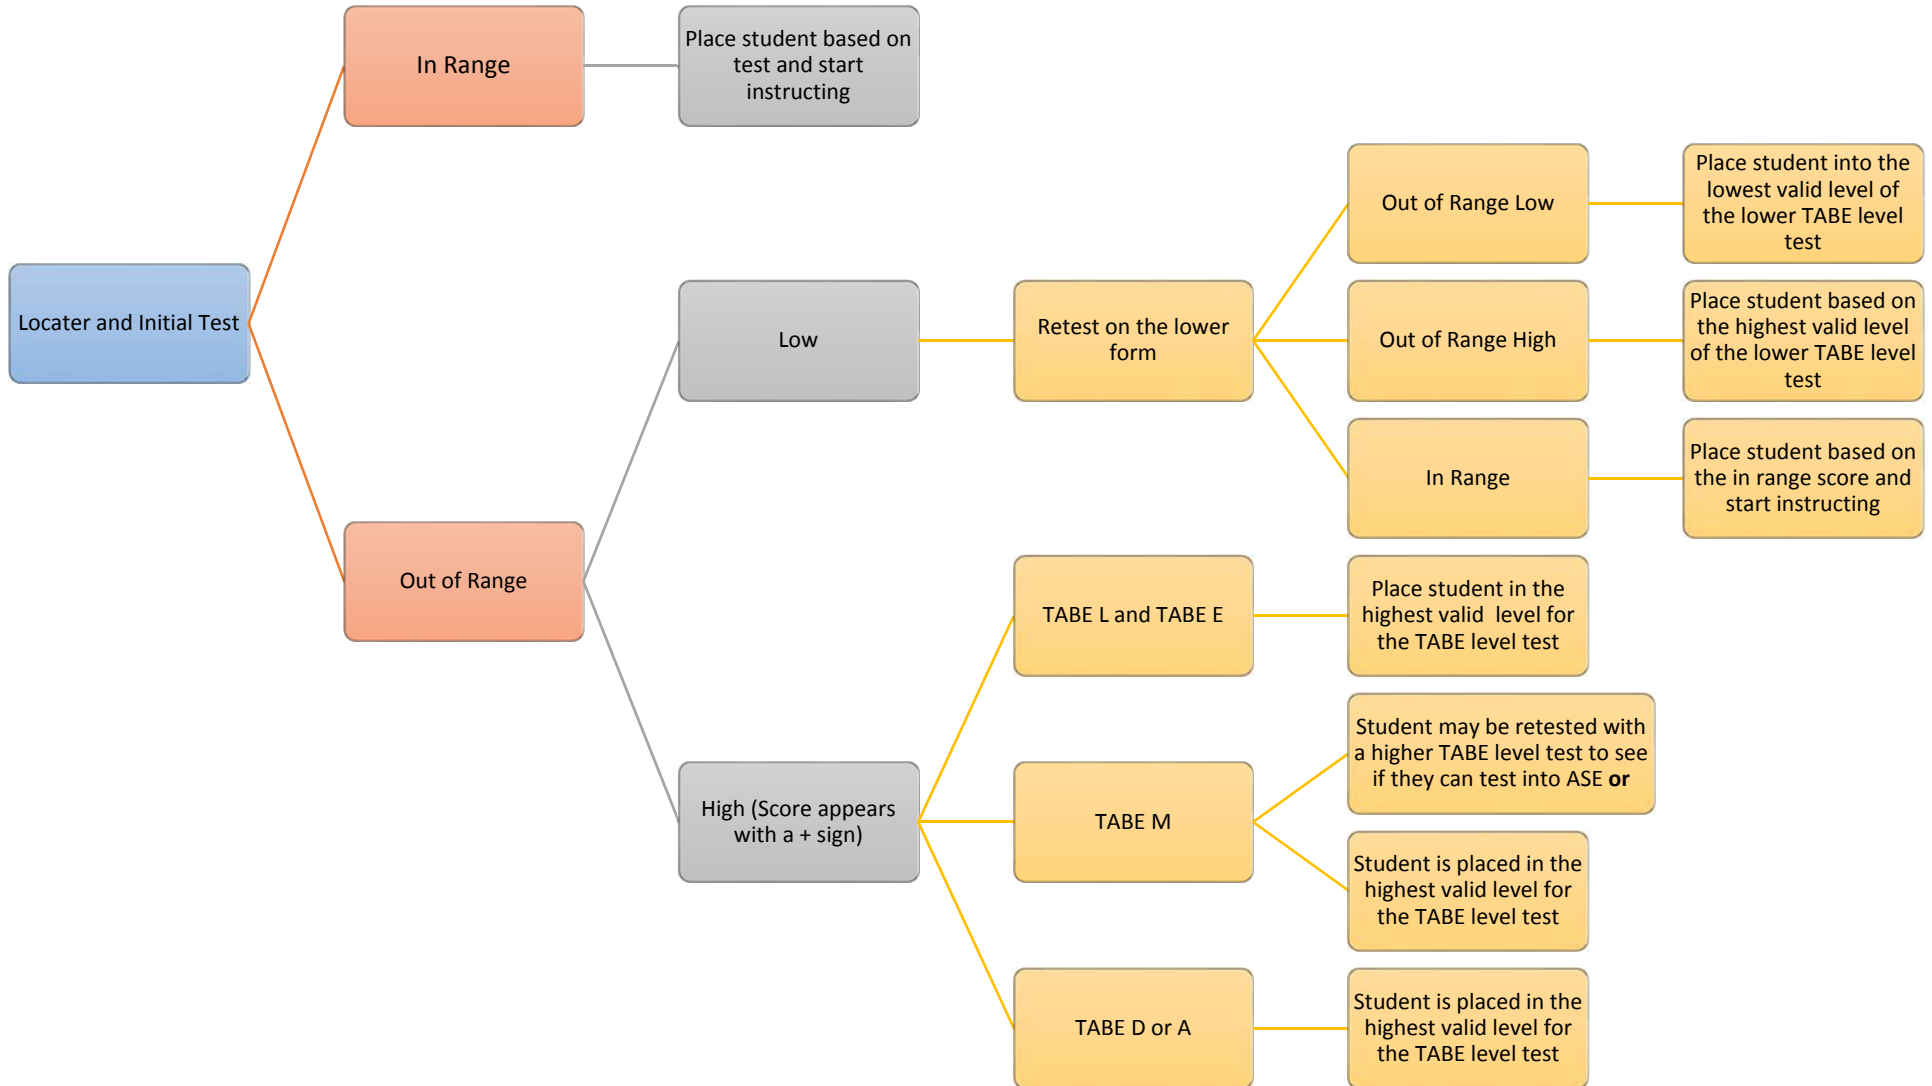 Locater and Initial Test
In Range
Place student based on
test and start
instructing
Out of Range
Low
Retest on the lower
form
Out of Range Low
Place student into the
lowest valid level of
the lower TABE level
test
Out of Range High
Place student based on
the highest valid level
of the lower TABE level
test
In Range
Place student based on
the in range score and
start instructing
High (Score appears
with a + sign)
TABE L and TABE E
Place student in the
highest valid level for
the TABE level test
TABE M
Student may be retested with
a higher TABE level test to see
if they can test into ASE or
Student is placed in the
highest valid level for
the TABE level test
TABE D or A
Student is placed in the
highest valid level for
the TABE level test